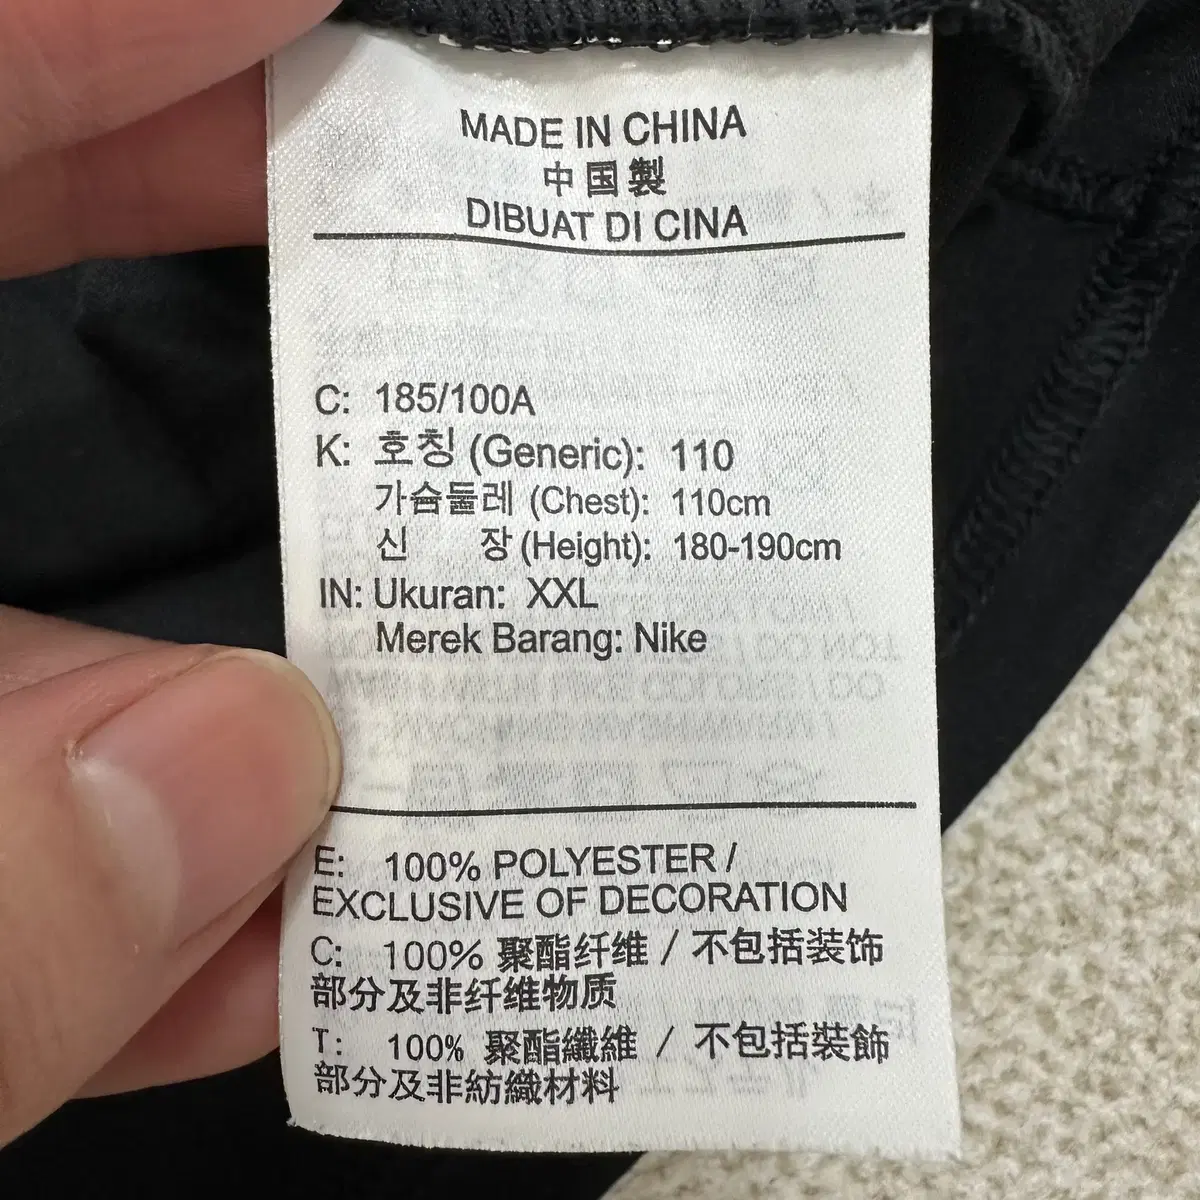 MADE IN CHINA
中国製
DIBUAT DI CINA
C: 185/100A
K: 호칭 (Generic): 110
가슴둘레 (Chest): 110cm
신 장 (Height): 180-190cm
IN: Ukuran: XXL
Merek Barang: Nike
E: 100% POLYESTER /
EXCLUSIVE OF DECORATION
C: 100% 聚酯纤维 / 不包括装饰
部分及非纤维物质
T: 100% 聚酯纖維 / 不包括裝飾
部分及非紡織材料